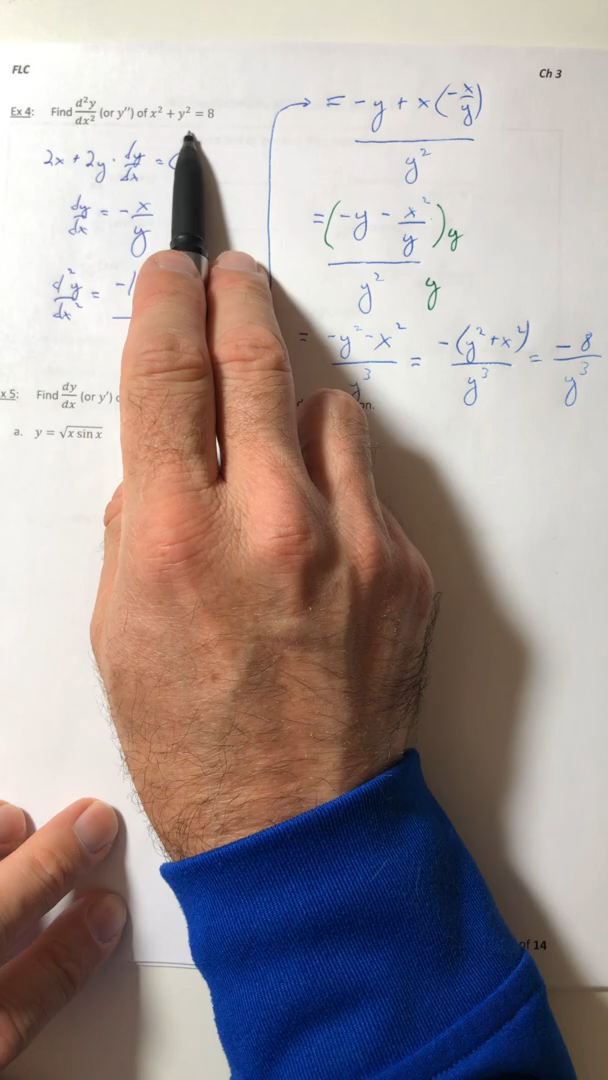 FLC
Ch 3
Ex 4: Find d²y/dx² (or y'') of x² + y² = 8
2x + 2y · dy/dx =
dy/dx = -x/y
d²y/dx² = -1
= -y + x(-x/y) / y²
= (-y - x²/y)y / y² y
= -y² - x² / y³ = -(y² + x²) / y³ = -8 / y³
x 5: Find dy/dx (or y')
a. y = √x sin x
of 14